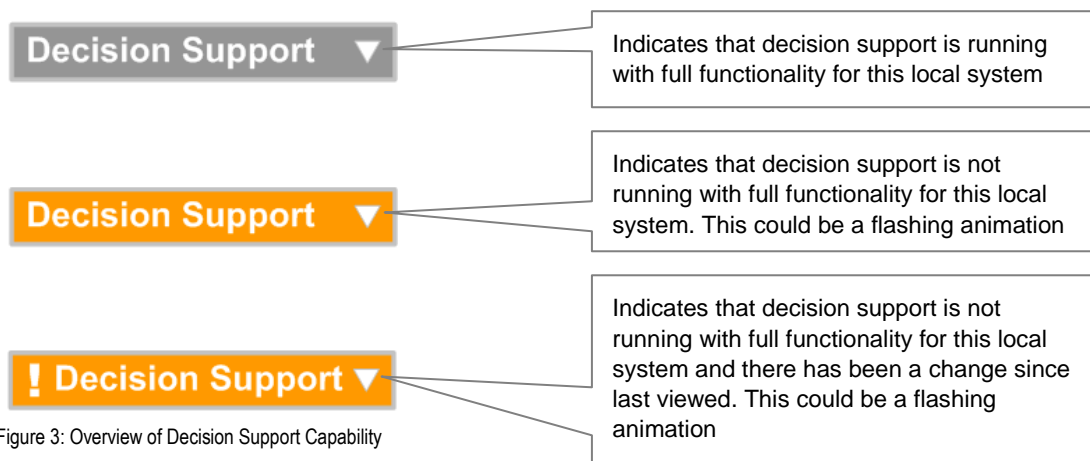 Decision Support
Indicates that decision support is running
with full functionality for this local system
Decision Support
Indicates that decision support is not
running with full functionality for this local
system. This could be a flashing animation
! Decision Support
Indicates that decision support is not
running with full functionality for this local
system and there has been a change since
last viewed. This could be a flashing
animation
Figure 3: Overview of Decision Support Capability